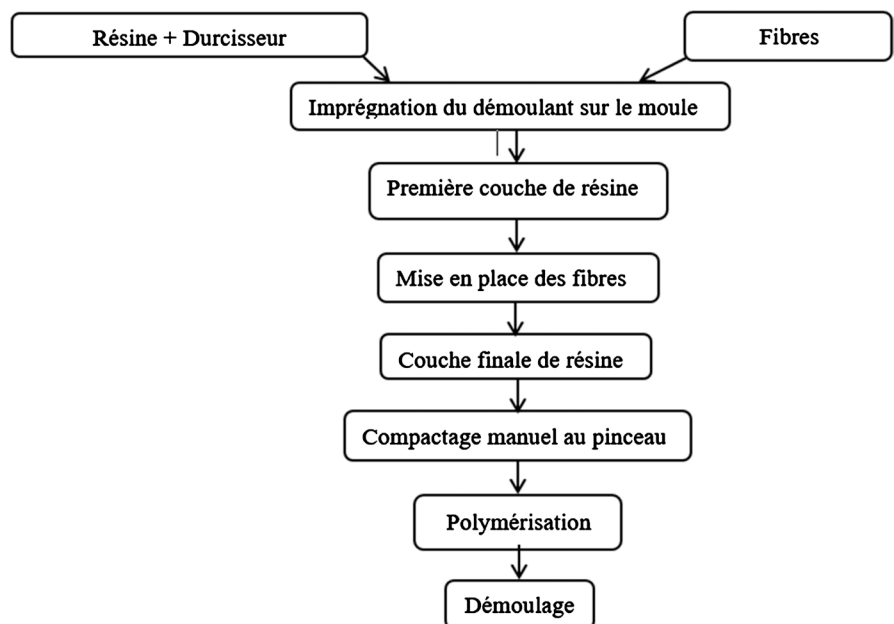 Résine + Durcisseur
Fibres
Imprégnation du démoulant sur le moule
Première couche de résine
Mise en place des fibres
Couche finale de résine
Compactage manuel au pinceau
Polymérisation
Démoulage